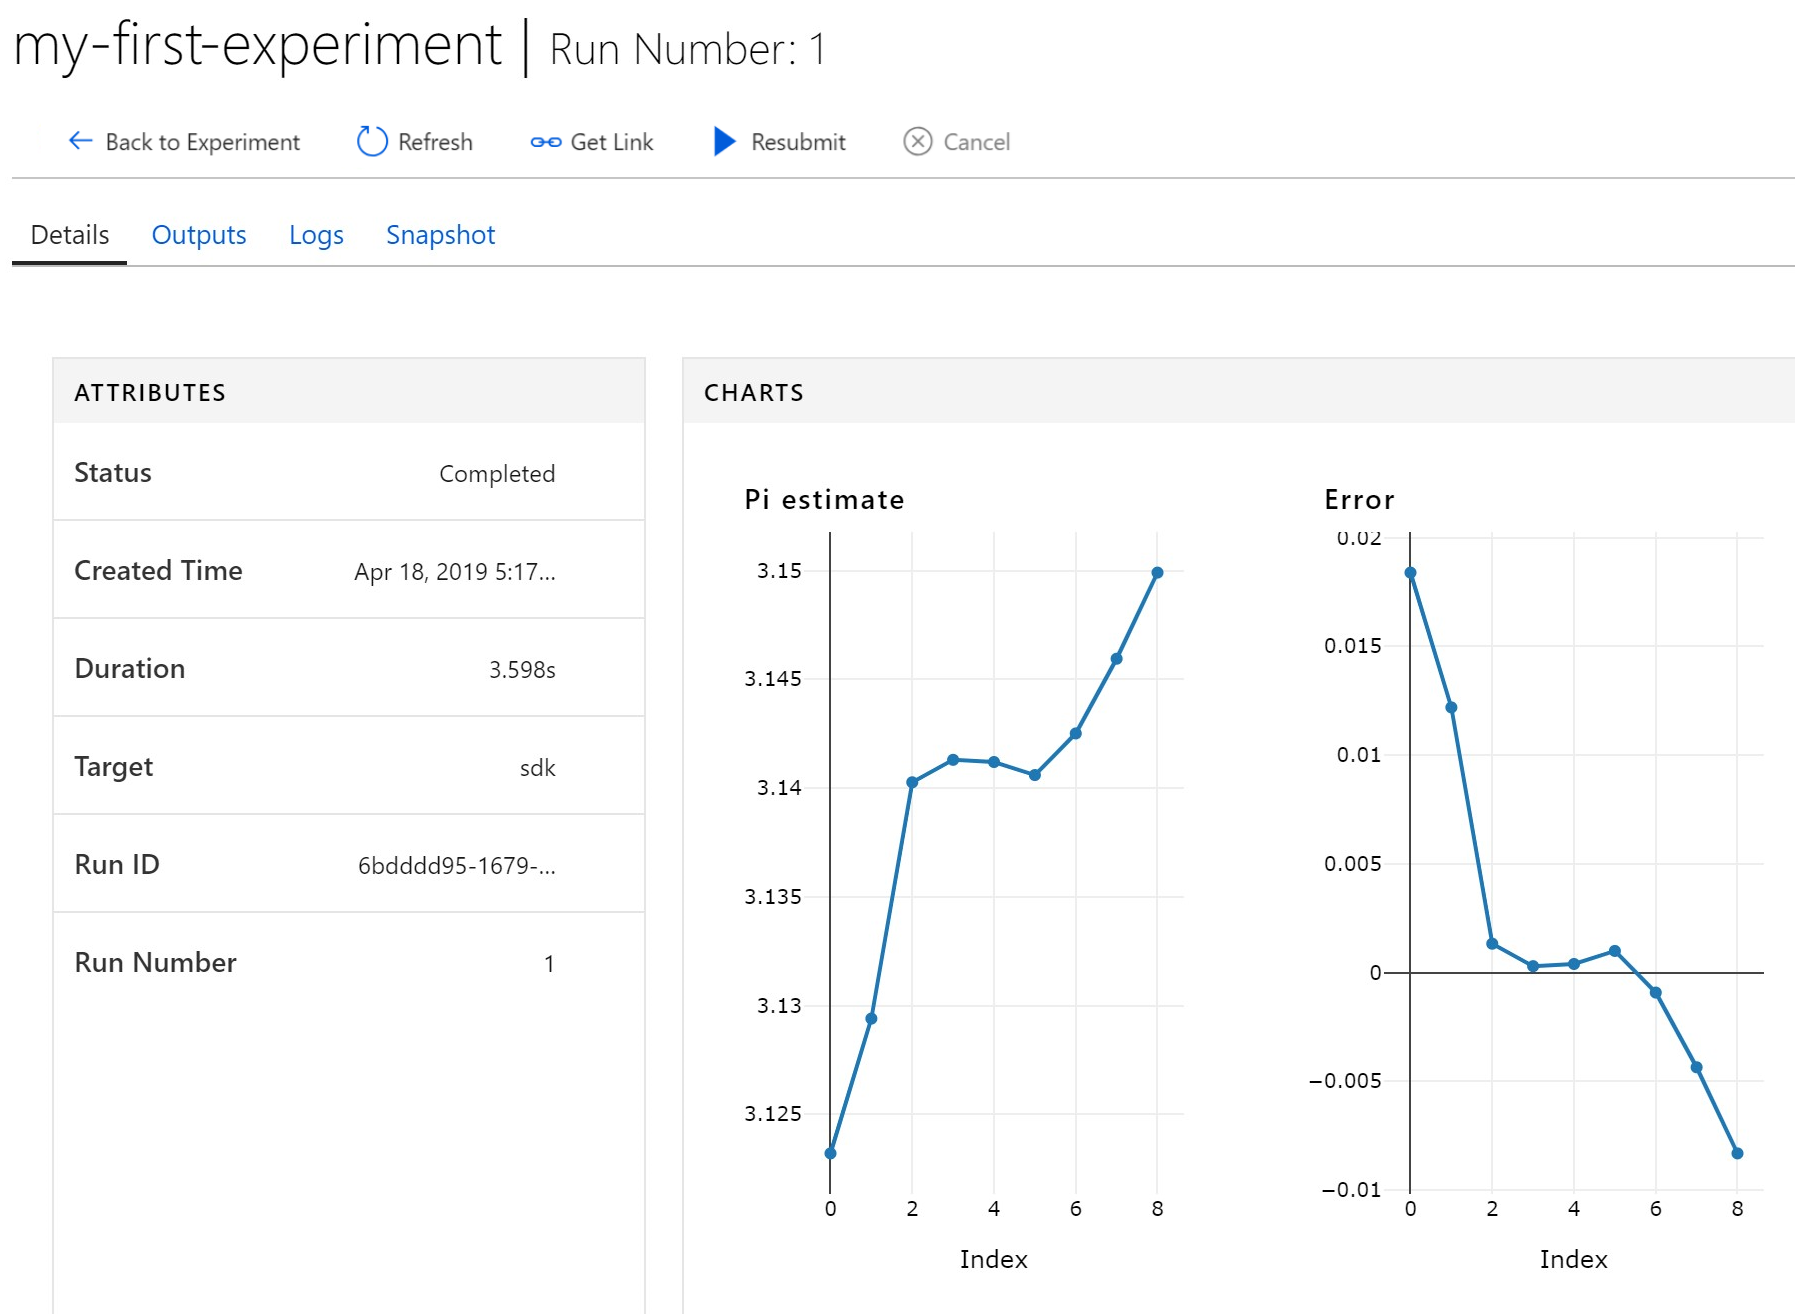 my-first-experiment | Run Number: 1
Back to Experiment Refresh Get Link Resubmit Cancel
Details Outputs Logs Snapshot
ATTRIBUTES
Status Completed
Created Time Apr 18, 2019 5:17...
Duration 3.598s
Target sdk
Run ID 6bdddd95-1679-...
Run Number 1
CHARTS
Pi estimate
3.15
3.145
3.14
3.135
3.13
3.125
0 2 4 6 8
Index
Error
0.02
0.015
0.01
0.005
0
−0.005
−0.01
0 2 4 6 8
Index